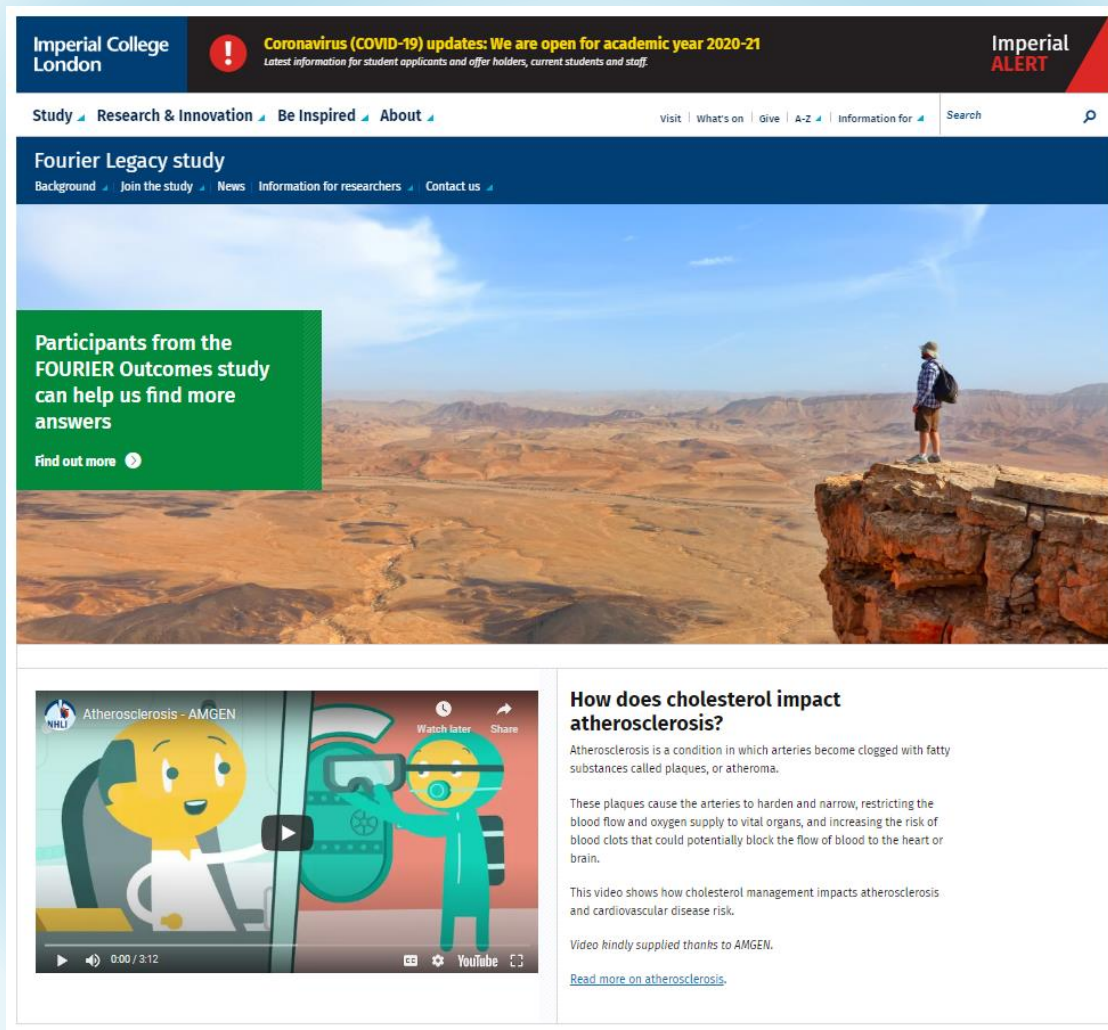 Imperial College
London
Coronavirus (COVID-19) updates: We are open for academic year 2020-21
Latest information for student applicants and offer holders, current students and staff.
Imperial
ALERT
Study Research & Innovation Be Inspired About
Visit What's on Give A-Z Information for Search
Fourier Legacy study
Background Join the study News Information for researchers Contact us
Participants from the
FOURIER Outcomes study
can help us find more
answers
Find out more
NHLI
Atherosclerosis - AMGEN
Watch later Share
0:00 / 3:12
CC
YouTube
How does cholesterol impact
atherosclerosis?
Atherosclerosis is a condition in which arteries become clogged with fatty
substances called plaques, or atheroma.
These plaques cause the arteries to harden and narrow, restricting the
blood flow and oxygen supply to vital organs, and increasing the risk of
blood clots that could potentially block the flow of blood to the heart or
brain.
This video shows how cholesterol management impacts atherosclerosis
and cardiovascular disease risk.
Video kindly supplied thanks to AMGEN.
Read more on atherosclerosis.